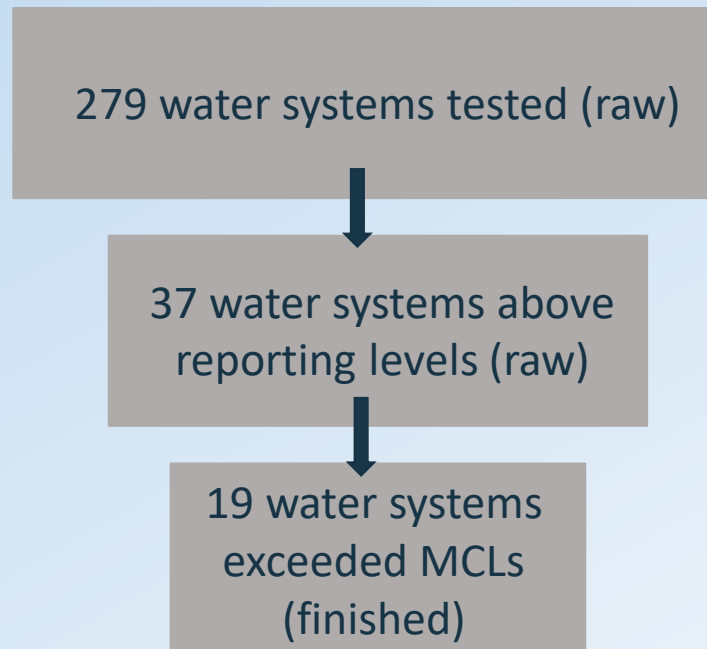 279 water systems tested (raw)
37 water systems above
reporting levels (raw)
19 water systems
exceeded MCLs
(finished)